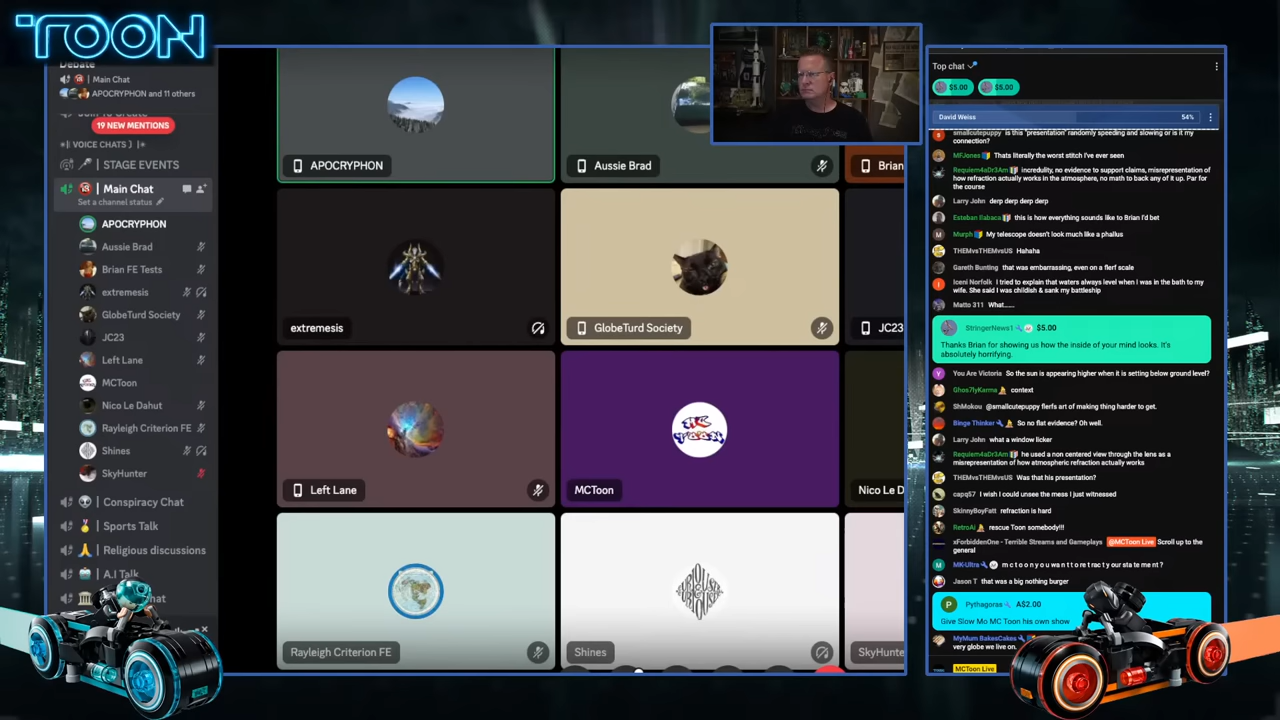 TOON
Debate
Main Chat
APOCRYPHON and 11 others
19 NEW MENTIONS
VOICE CHATS
STAGE EVENTS
Main Chat
Set a channel status
APOCRYPHON
Aussie Brad
Brian FE Tests
extremesis
GlobeTurd Society
JC23
Left Lane
MCToon
Nico Le Dahut
Rayleigh Criterion FE
Shines
SkyHunter
Conspiracy Chat
Sports Talk
Religious discussions
A.I Talk
APOCRYPHON
Aussie Brad
Brian
extremesis
GlobeTurd Society
JC23
Left Lane
MCToon
Nico Le D
Rayleigh Criterion FE
Shines
SkyHunte
Top chat
$5.00 $5.00
David Weiss 54%
smallcutepuppy is this "presentation" randomly speeding and slowing or is it my
connection?
MFJones Thats literally the worst stitch I've ever seen
Requiem4aDr3Am incredulity, no evidence to support claims, misrepresentation of
how refraction actually works in the atmosphere, no math to back any of it up. Par for
the course
Larry John derp derp derp derp
Esteban Ilabaca this is how everything sounds like to Brian I'd bet
Murph My telescope doesn't look much like a phallus
THEMvsTHEMvsUS Hahaha
Gareth Bunting that was embarrassing, even on a flerf scale
Iceni Norfolk I tried to explain that waters always level when I was in the bath to my
wife. She said I was childish & sank my battleship
Matto 311 What......
StringerNews1 $5.00
Thanks Brian for showing us how the inside of your mind looks. It's
absolutely horrifying.
You Are Victoria So the sun is appearing higher when it is setting below ground level?
Ghos7lyKarma context
ShMokou @smallcutepuppy flerfs art of making thing harder to get.
Binge Thinker So no flat evidence? Oh well.
Larry John what a window licker
Requiem4aDr3Am he used a non centered view through the lens as a
misrepresentation of how atmospheric refraction actually works
THEMvsTHEMvsUS Was that his presentation?
capq57 I wish I could unsee the mess I just witnessed
SkinnyBoyFatt refraction is hard
RetroAi rescue Toon somebody!!!
xForbiddenOne - Terrible Streams and Gameplays @MCToon Live Scroll up to the
general
MK-Ultra m c t o o n y o u w a n t t o r e t r a c t y o u r s t a t e m e n t ?
Jason T that was a big nothing burger
Pythagoras A$2.00
Give Slow Mo MC Toon his own show
MyMum BakesCakes
very globe we live on.
MCToon Live